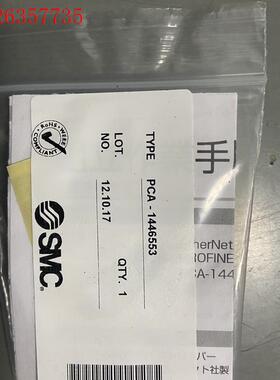 26357735
RoHS・WEEE
COMPLIANT
TYPE PCA-1446553
LOT.
NO. 12.10.17 QTY. 1
SMC
手
herNet
ROFINE
CA-144
バー
ト社製